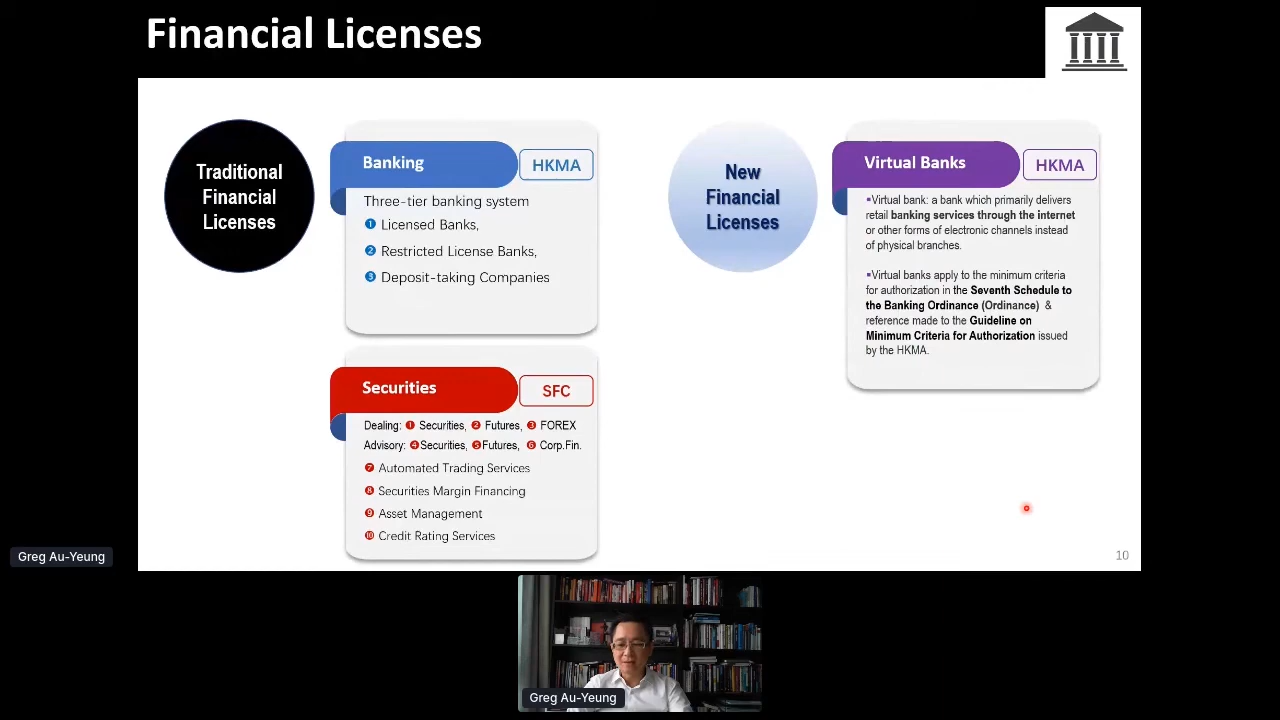 Financial Licenses
Traditional
Financial
Licenses
Banking
HKMA
Three-tier banking system
❶ Licensed Banks,
❷ Restricted License Banks,
❸ Deposit-taking Companies
Securities
SFC
Dealing: ❶ Securities, ❷ Futures, ❸ FOREX
Advisory: ❹Securities, ❺Futures, ❻ Corp.Fin.
❼ Automated Trading Services
❽ Securities Margin Financing
❾ Asset Management
❿ Credit Rating Services
New
Financial
Licenses
Virtual Banks
HKMA
▪Virtual bank: a bank which primarily delivers
retail banking services through the internet
or other forms of electronic channels instead
of physical branches.
▪Virtual banks apply to the minimum criteria
for authorization in the Seventh Schedule to
the Banking Ordinance (Ordinance) &
reference made to the Guideline on
Minimum Criteria for Authorization issued
by the HKMA.
10
Greg Au-Yeung
Greg Au-Yeung